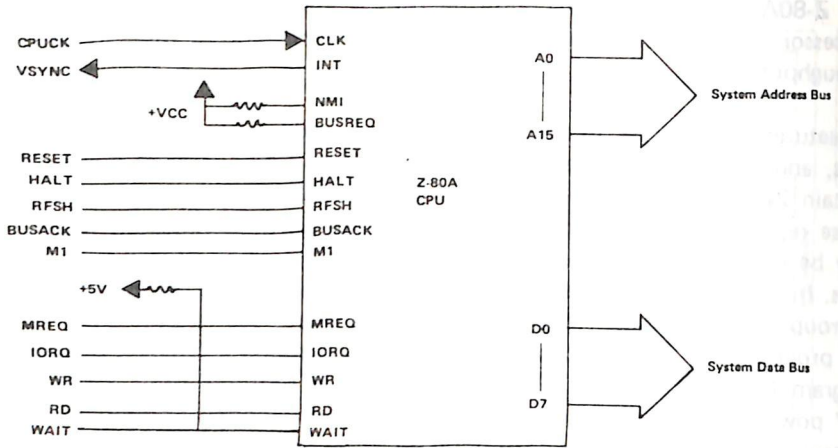 Z-80A
CPUCK
VSYNC
+VCC
RESET
HALT
RFSH
BUSACK
M1
+5V
MREQ
IORQ
WR
RD
WAIT
CLK
INT
NMI
BUSREQ
RESET
HALT
RFSH
BUSACK
M1
MREQ
IORQ
WR
RD
WAIT
Z-80A
CPU
A0
A15
D0
D7
System Address Bus
System Data Bus